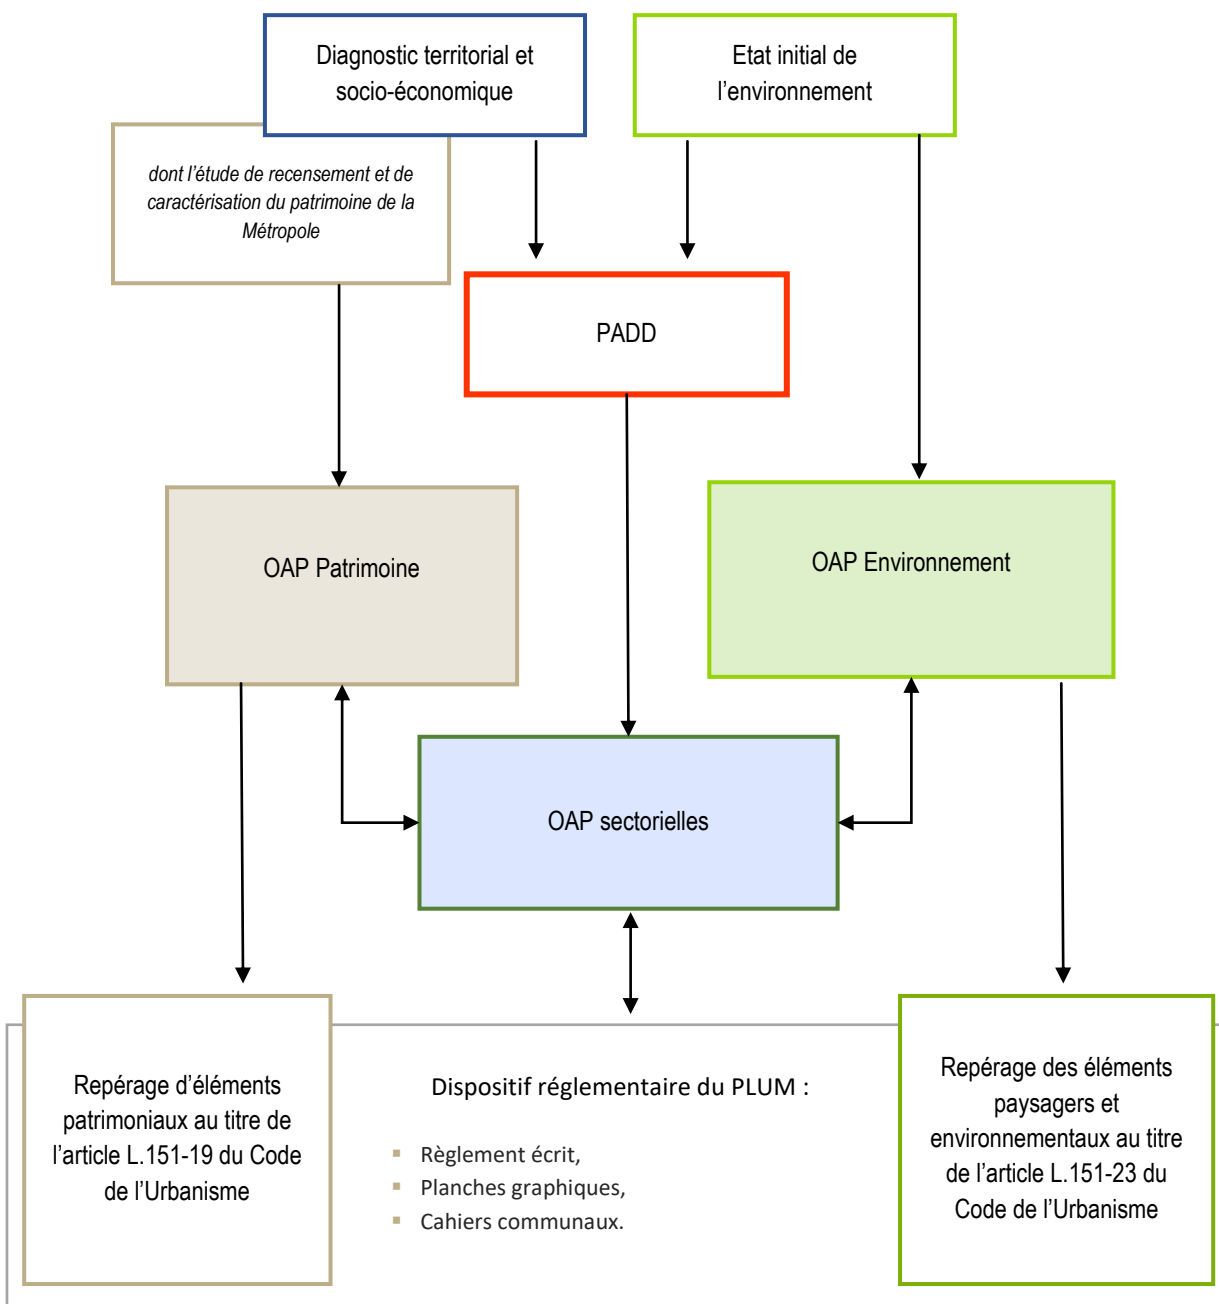 Diagnostic territorial et
socio-économique
Etat initial de
l’environnement
dont l’étude de recensement et de
caractérisation du patrimoine de la
Métropole
PADD
OAP Patrimoine
OAP Environnement
OAP sectorielles
Repérage d’éléments
patrimoniaux au titre de
l’article L.151-19 du Code
de l’Urbanisme
Dispositif réglementaire du PLUM :
▪ Règlement écrit,
▪ Planches graphiques,
▪ Cahiers communaux.
Repérage des éléments
paysagers et
environnementaux au titre
de l’article L.151-23 du
Code de l’Urbanisme